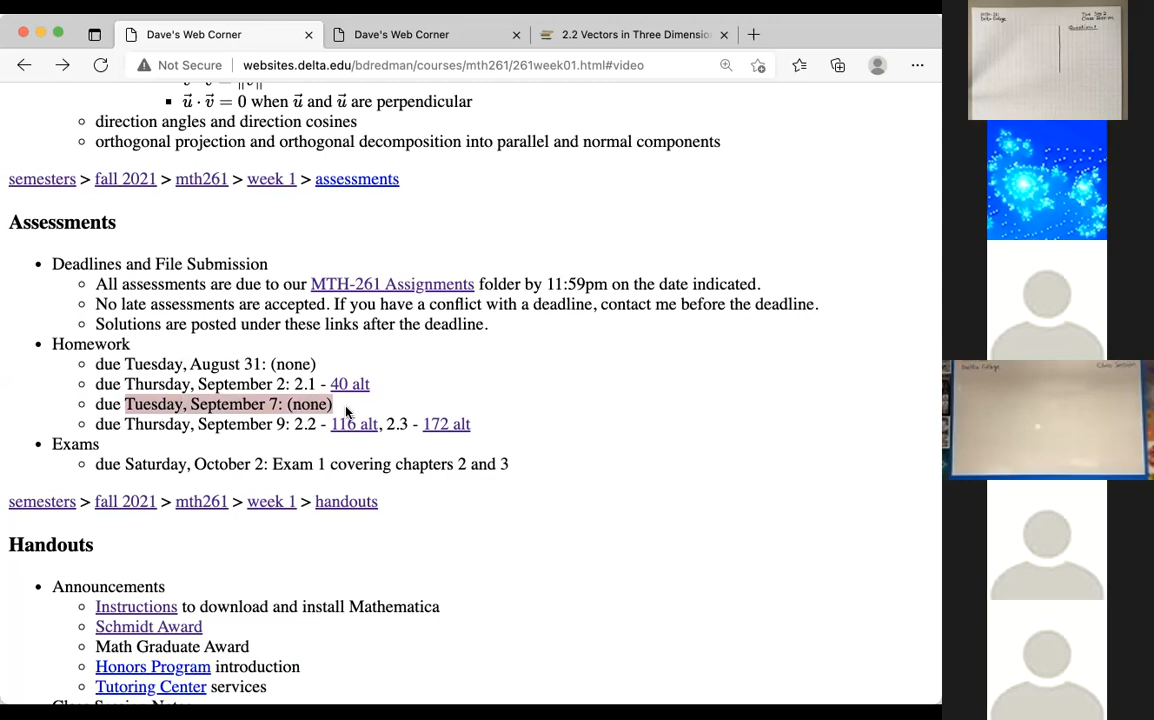 Dave's Web Corner
Dave's Web Corner
2.2 Vectors in Three Dimensio
Not Secure
websites.delta.edu/bdredman/courses/mth261/261week01.html#video
▪ u⃗ · v⃗ = 0 when u⃗ and u⃗ are perpendicular
direction angles and direction cosines
orthogonal projection and orthogonal decomposition into parallel and normal components
semesters > fall 2021 > mth261 > week 1 > assessments
Assessments
Deadlines and File Submission
All assessments are due to our MTH-261 Assignments folder by 11:59pm on the date indicated.
No late assessments are accepted. If you have a conflict with a deadline, contact me before the deadline.
Solutions are posted under these links after the deadline.
Homework
due Tuesday, August 31: (none)
due Thursday, September 2: 2.1 - 40 alt
due Tuesday, September 7: (none)
due Thursday, September 9: 2.2 - 116 alt, 2.3 - 172 alt
Exams
due Saturday, October 2: Exam 1 covering chapters 2 and 3
semesters > fall 2021 > mth261 > week 1 > handouts
Handouts
Announcements
Instructions to download and install Mathematica
Schmidt Award
Math Graduate Award
Honors Program introduction
Tutoring Center services
Delta College
Class Session